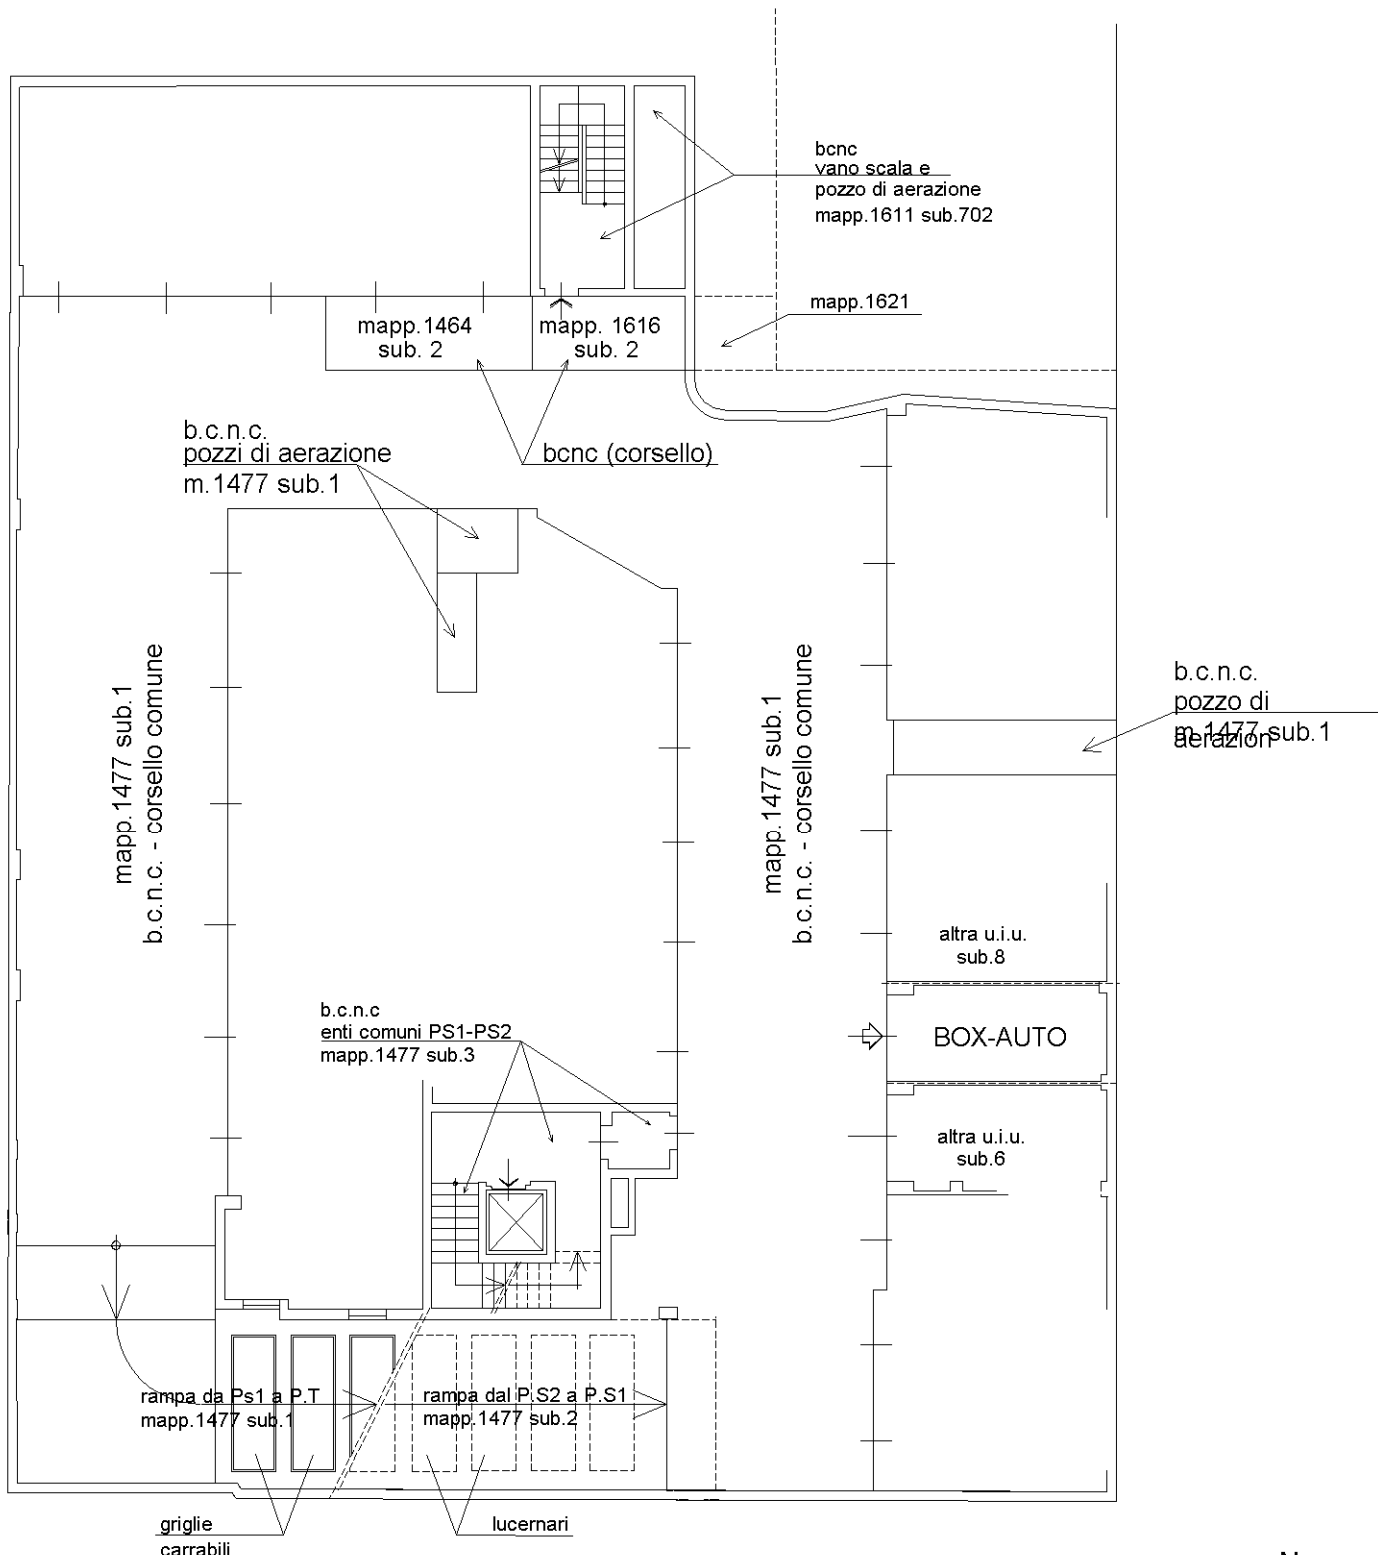 bcnc
vano scala e
pozzo di aerazione
mapp.1611 sub.702
mapp.1621
mapp.1464
sub. 2
mapp. 1616
sub. 2
b.c.n.c.
pozzi di aerazione
m.1477 sub.1
bcnc (corsello)
mapp.1477 sub.1
b.c.n.c. - corsello comune
mapp.1477 sub.1
b.c.n.c. - corsello comune
b.c.n.c.
pozzo di
m.1477 sub.1
aerazion
altra u.i.u.
sub.8
BOX-AUTO
b.c.n.c
enti comuni PS1-PS2
mapp.1477 sub.3
altra u.i.u.
sub.6
rampa da Ps1 a P.T
mapp.1477 sub.1
rampa dal P.S2 a P.S1
mapp.1477 sub.2
griglie
carrabili
lucernari